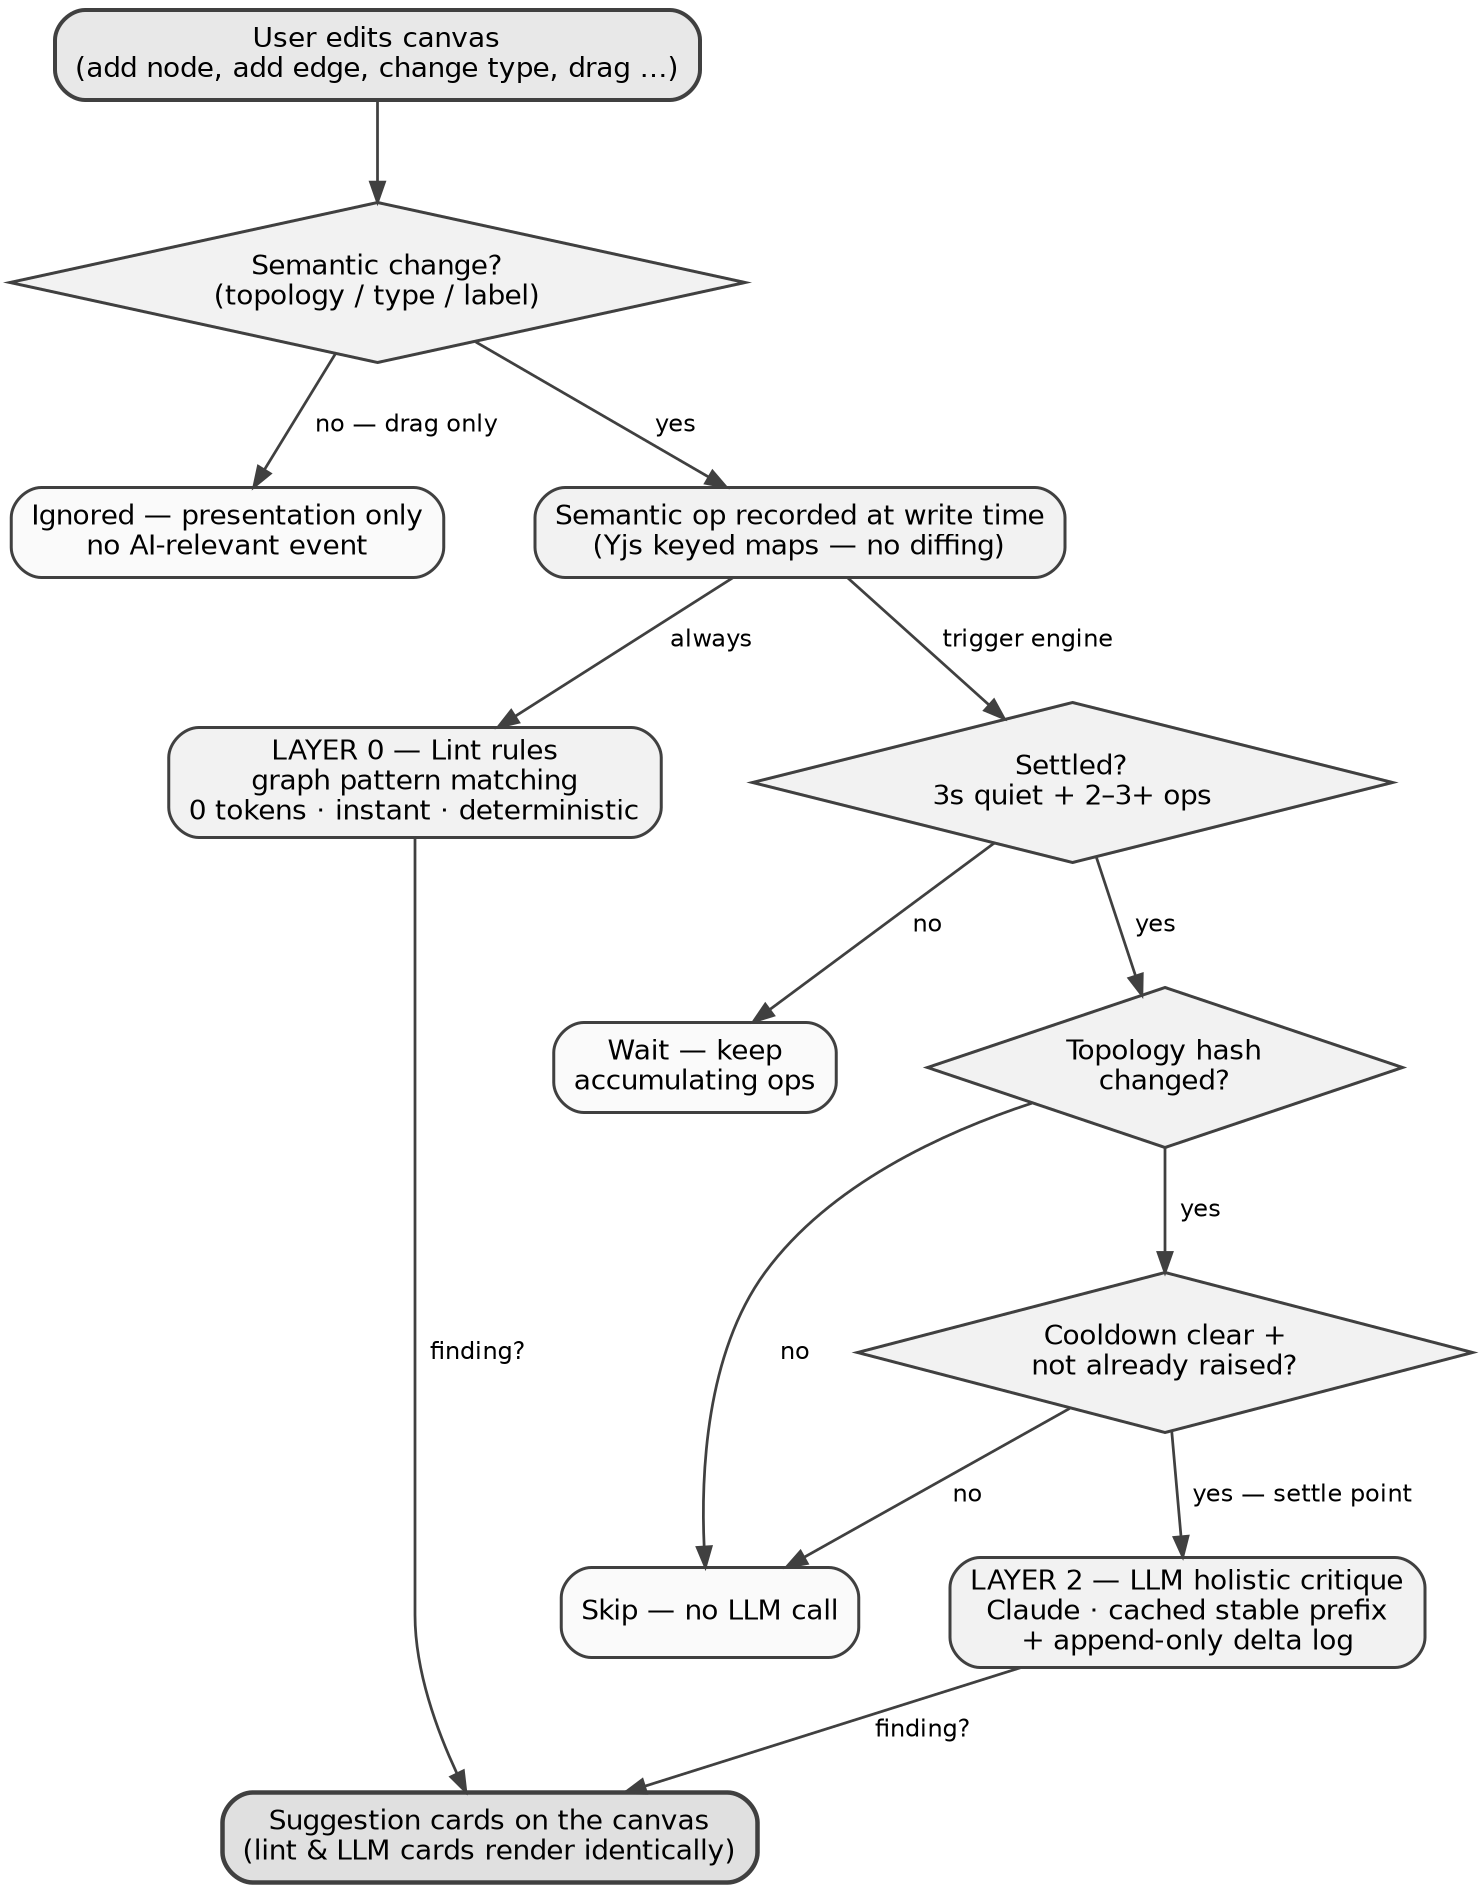 User edits canvas
(add node, add edge, change type, drag ...)
Semantic change?
(topology / type / label)
no — drag only
yes
Ignored — presentation only
no AI-relevant event
Semantic op recorded at write time
(Yjs keyed maps — no diffing)
always
trigger engine
LAYER 0 — Lint rules
graph pattern matching
0 tokens · instant · deterministic
Settled?
3s quiet + 2–3+ ops
no
yes
Wait — keep
accumulating ops
Topology hash
changed?
yes
no
finding?
Cooldown clear +
not already raised?
no
yes — settle point
Skip — no LLM call
LAYER 2 — LLM holistic critique
Claude · cached stable prefix
+ append-only delta log
finding?
Suggestion cards on the canvas
(lint & LLM cards render identically)